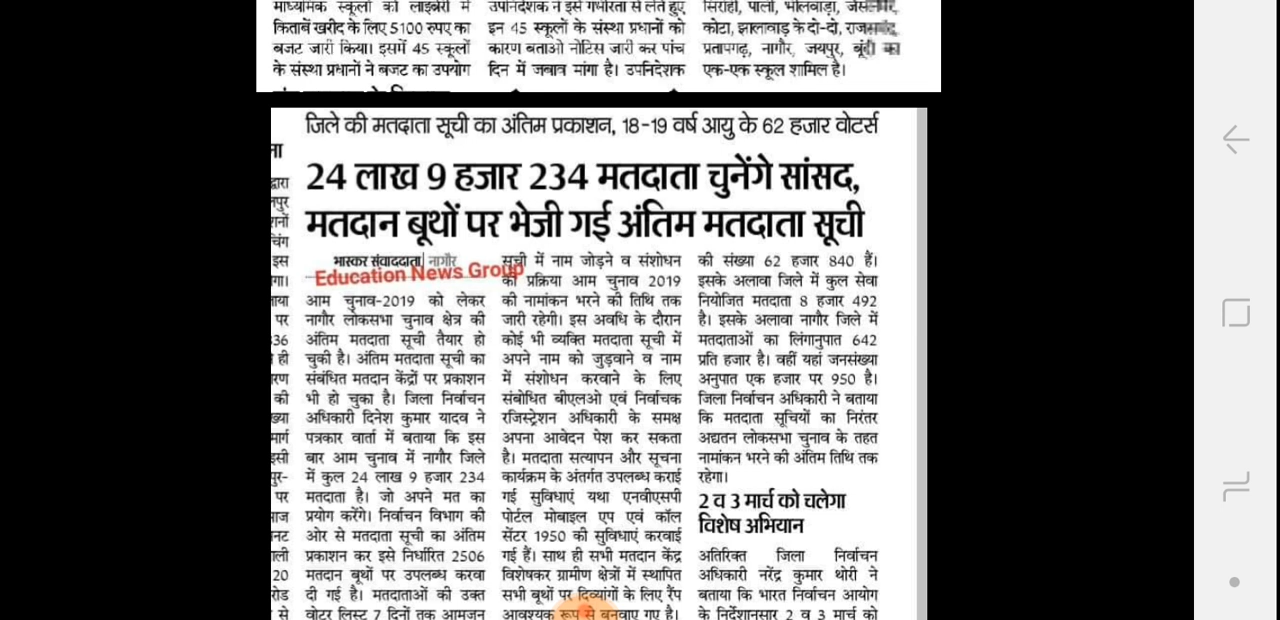 माध्यमिक स्कूलों को लाइब्रेरी में
किताबें खरीद के लिए 5100 रुपए का
बजट जारी किया। इसमें 45 स्कूलों
के संस्था प्रधानों ने बजट का उपयोग
उपनिदेशक ने इसे गंभीरता से लेते हुए
इन 45 स्कूलों के संस्था प्रधानों को
कारण बताओ नोटिस जारी कर पांच
दिन में जबाव मांगा है। उपनिदेशक
सिरोही, पाली, भीलवाड़ा,
कोटा, झालावाड़ के दो-दो,
प्रतापगढ़, नागौर, जयपुर, बूंदी का
एक-एक स्कूल शामिल है।
जिले की मतदाता सूची का अंतिम प्रकाशन, 18-19 वर्ष आयु के 62 हजार वोटर्स
24 लाख 9 हजार 234 मतदाता चुनेंगे सांसद,
मतदान बूथों पर भेजी गई अंतिम मतदाता सूची
भास्कर संवाददाता| नागौर
Education News Group
आम चुनाव-2019 को लेकर
नागौर लोकसभा चुनाव क्षेत्र की
अंतिम मतदाता सूची तैयार हो
चुकी है। अंतिम मतदाता सूची का
संबंधित मतदान केंद्रों पर प्रकाशन
भी हो चुका है। जिला निर्वाचन
अधिकारी दिनेश कुमार यादव ने
पत्रकार वार्ता में बताया कि इस
बार आम चुनाव में नागौर जिले
में कुल 24 लाख 9 हजार 234
मतदाता है। जो अपने मत का
प्रयोग करेंगे। निर्वाचन विभाग की
ओर से मतदाता सूची का अंतिम
प्रकाशन कर इसे निर्धारित 2506
मतदान बूथों पर उपलब्ध करवा
दी गई है। मतदाताओं की उक्त
वोटर लिस्ट 7 दिनों तक आमजन
सूची में नाम जोड़ने व संशोधन
की प्रक्रिया आम चुनाव 2019
की नामांकन भरने की तिथि तक
जारी रहेगी। इस अवधि के दौरान
कोई भी व्यक्ति मतदाता सूची में
अपने नाम को जुड़वाने व नाम
में संशोधन करवाने के लिए
संबोधित बीएलओ एवं निर्वाचक
रजिस्ट्रेशन अधिकारी के समक्ष
अपना आवेदन पेश कर सकता
है। मतदाता सत्यापन और सूचना
कार्यक्रम के अंतर्गत उपलब्ध कराई
गई सुविधाएं यथा एनवीएसपी
पोर्टल मोबाइल एप एवं कॉल
सेंटर 1950 की सुविधाएं करवाई
गई हैं। साथ ही सभी मतदान केंद्र
विशेषकर ग्रामीण क्षेत्रों में स्थापित
सभी बूथों पर दिव्यांगों के लिए रैंप
आवश्यक रूप से बनवाए गए है।
की संख्या 62 हजार 840 हैं।
इसके अलावा जिले में कुल सेवा
नियोजित मतदाता 8 हजार 492
है। इसके अलावा नागौर जिले में
मतदाताओं का लिंगानुपात 642
प्रति हजार है। वहीं यहां जनसंख्या
अनुपात एक हजार पर 950 है।
जिला निर्वाचन अधिकारी ने बताया
कि मतदाता सूचियों का निरंतर
अद्यतन लोकसभा चुनाव के तहत
नामांकन भरने की अंतिम तिथि तक
रहेगा।
2 व 3 मार्च को चलेगा
विशेष अभियान
अतिरिक्त जिला निर्वाचन
अधिकारी नरेंद्र कुमार थोरी ने
बताया कि भारत निर्वाचन आयोग
के निर्देशानुसार 2 व 3 मार्च को